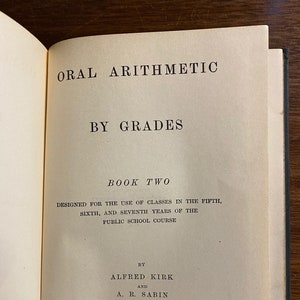 ORAL ARITHMETIC
BY GRADES
BOOK TWO
DESIGNED FOR THE USE OF CLASSES IN THE FIFTH,
SIXTH, AND SEVENTH YEARS OF THE
PUBLIC SCHOOL COURSE
BY
ALFRED KIRK
AND
A. R. SABIN